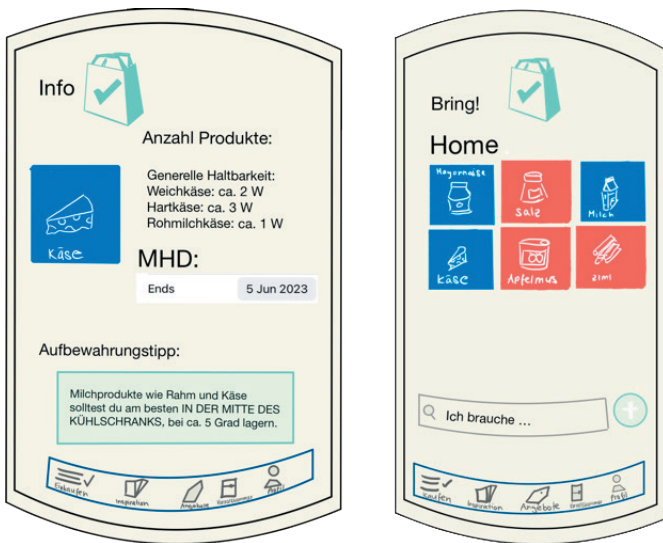 Info
Anzahl Produkte:
Generelle Haltbarkeit:
Weichkäse: ca. 2 W
Hartkäse: ca. 3 W
Rohmilchkäse: ca. 1 W
Käse
MHD:
Ends 5 Jun 2023
Aufbewahrungstipp:
Milchprodukte wie Rahm und Käse
solltest du am besten IN DER MITTE DES
KÜHLSCHRANKS, bei ca. 5 Grad lagern.
Einkaufen Inspiration Angebote Profil
Bring!
Home
Mayonnaise Salz Milch
Käse Apfelmus Zimt
Ich brauche ...
Kaufen Inspiration Angebote Profil